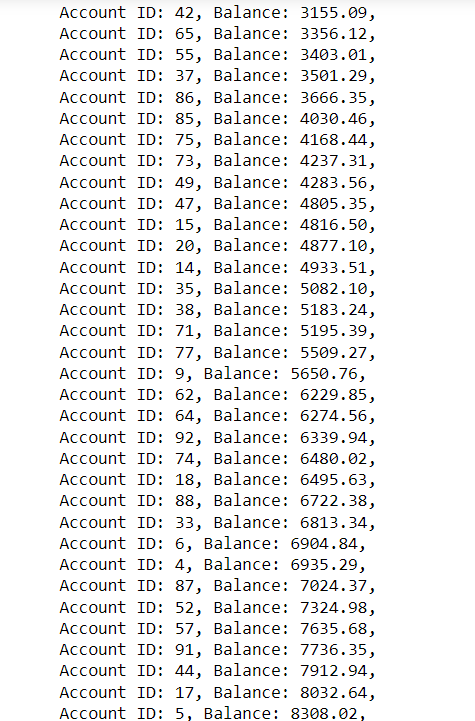 Account ID: 42, Balance: 3155.09,
Account ID: 65, Balance: 3356.12,
Account ID: 55, Balance: 3403.01,
Account ID: 37, Balance: 3501.29,
Account ID: 86, Balance: 3666.35,
Account ID: 85, Balance: 4030.46,
Account ID: 75, Balance: 4168.44,
Account ID: 73, Balance: 4237.31,
Account ID: 49, Balance: 4283.56,
Account ID: 47, Balance: 4805.35,
Account ID: 15, Balance: 4816.50,
Account ID: 20, Balance: 4877.10,
Account ID: 14, Balance: 4933.51,
Account ID: 35, Balance: 5082.10,
Account ID: 38, Balance: 5183.24,
Account ID: 71, Balance: 5195.39,
Account ID: 77, Balance: 5509.27,
Account ID: 9, Balance: 5650.76,
Account ID: 62, Balance: 6229.85,
Account ID: 64, Balance: 6274.56,
Account ID: 92, Balance: 6339.94,
Account ID: 74, Balance: 6480.02,
Account ID: 18, Balance: 6495.63,
Account ID: 88, Balance: 6722.38,
Account ID: 33, Balance: 6813.34,
Account ID: 6, Balance: 6904.84,
Account ID: 4, Balance: 6935.29,
Account ID: 87, Balance: 7024.37,
Account ID: 52, Balance: 7324.98,
Account ID: 57, Balance: 7635.68,
Account ID: 91, Balance: 7736.35,
Account ID: 44, Balance: 7912.94,
Account ID: 17, Balance: 8032.64,
Account ID: 5, Balance: 8308.02,